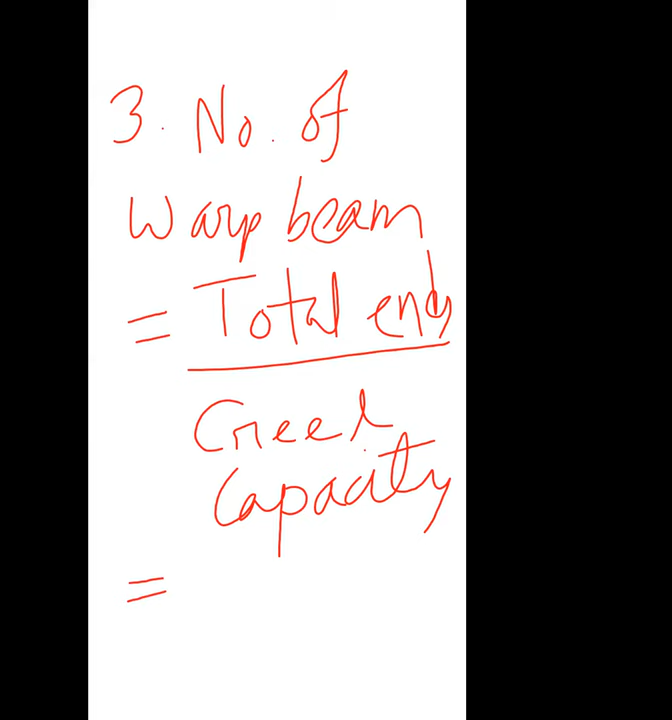 3. No. of
Warp beam
= Total ends
Creel
Capacity
=